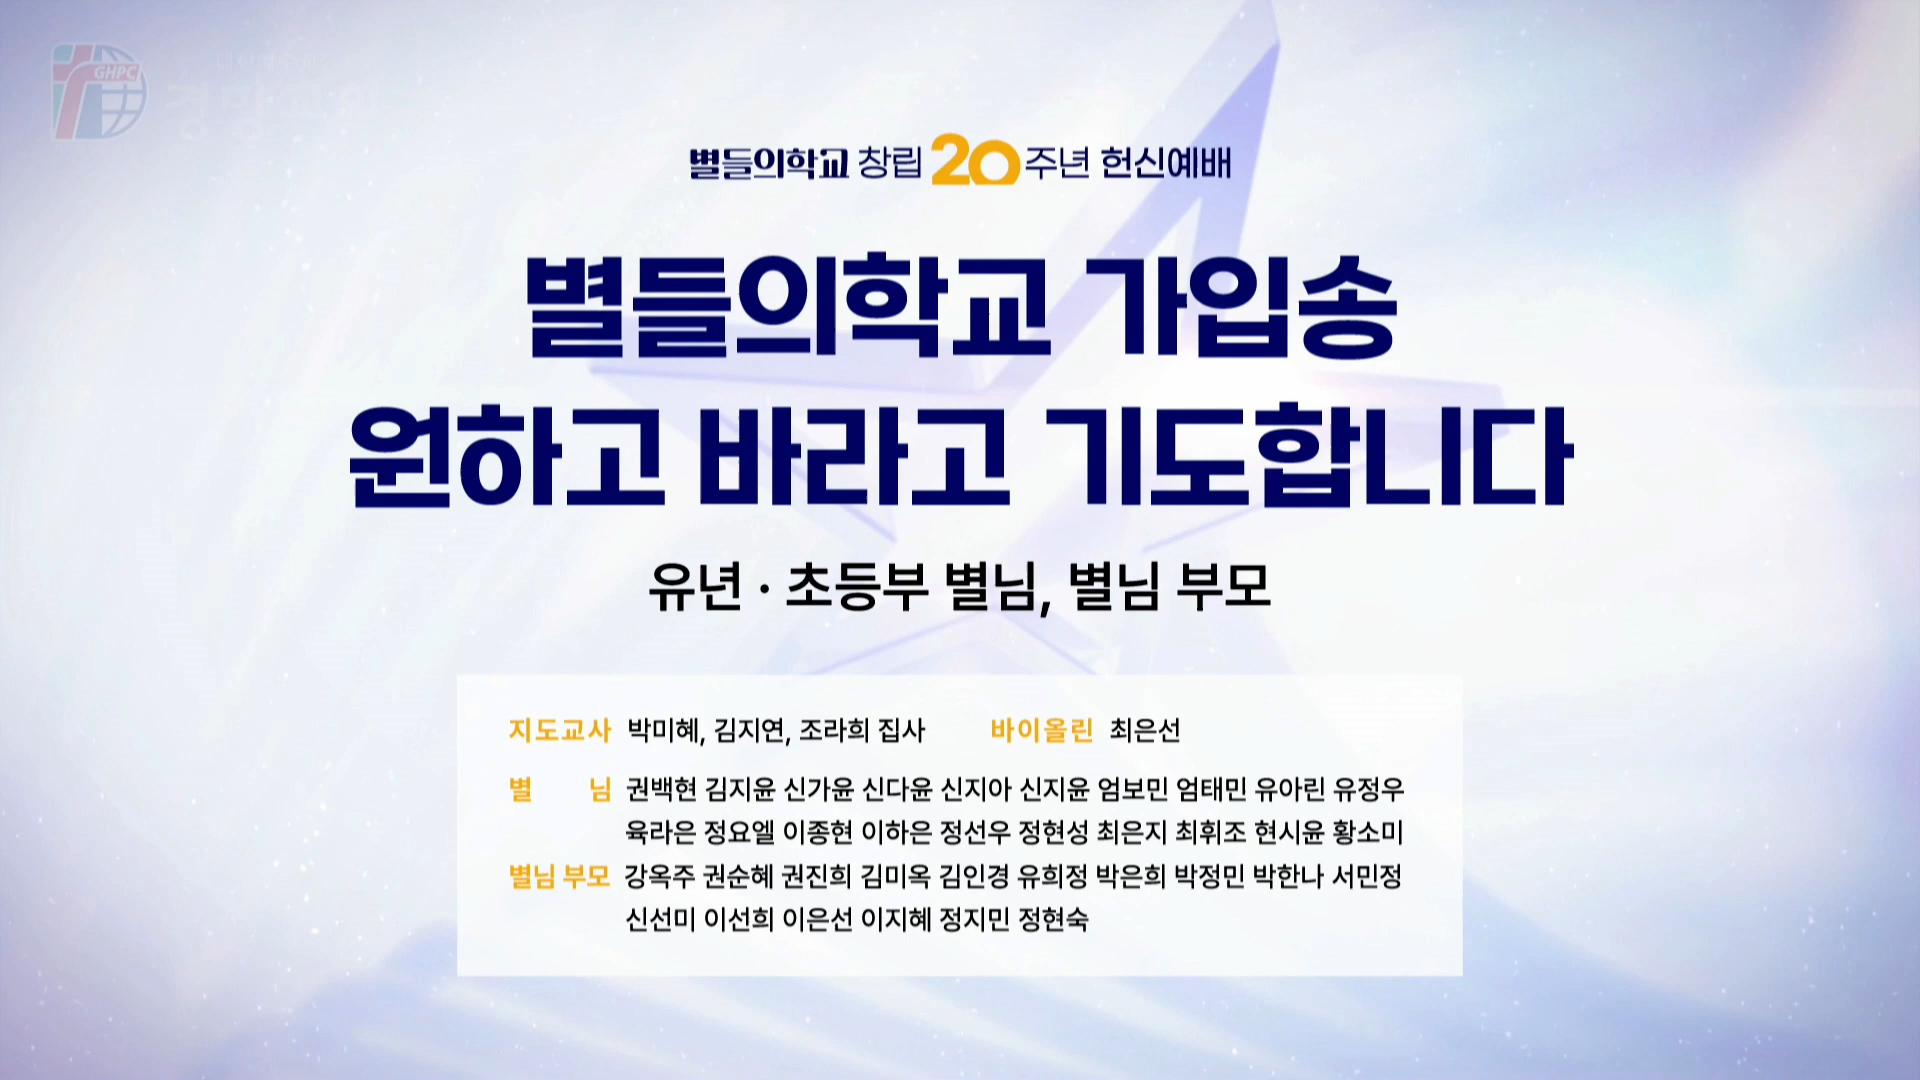 GHPC
별들의학교 창립 20주년 헌신예배
별들의학교 가입송
원하고 바라고 기도합니다
유년 · 초등부 별님, 별님 부모
지도교사 박미혜, 김지연, 조라희 집사 바이올린 최은선
별 님 권백현 김지윤 신가윤 신다윤 신지아 신지윤 엄보민 엄태민 유아린 유정우
육라은 정요엘 이종현 이하은 정선우 정현성 최은지 최휘조 현시윤 황소미
별님 부모 강옥주 권순혜 권진희 김미옥 김인경 유희정 박은희 박정민 박한나 서민정
신선미 이선희 이은선 이지혜 정지민 정현숙